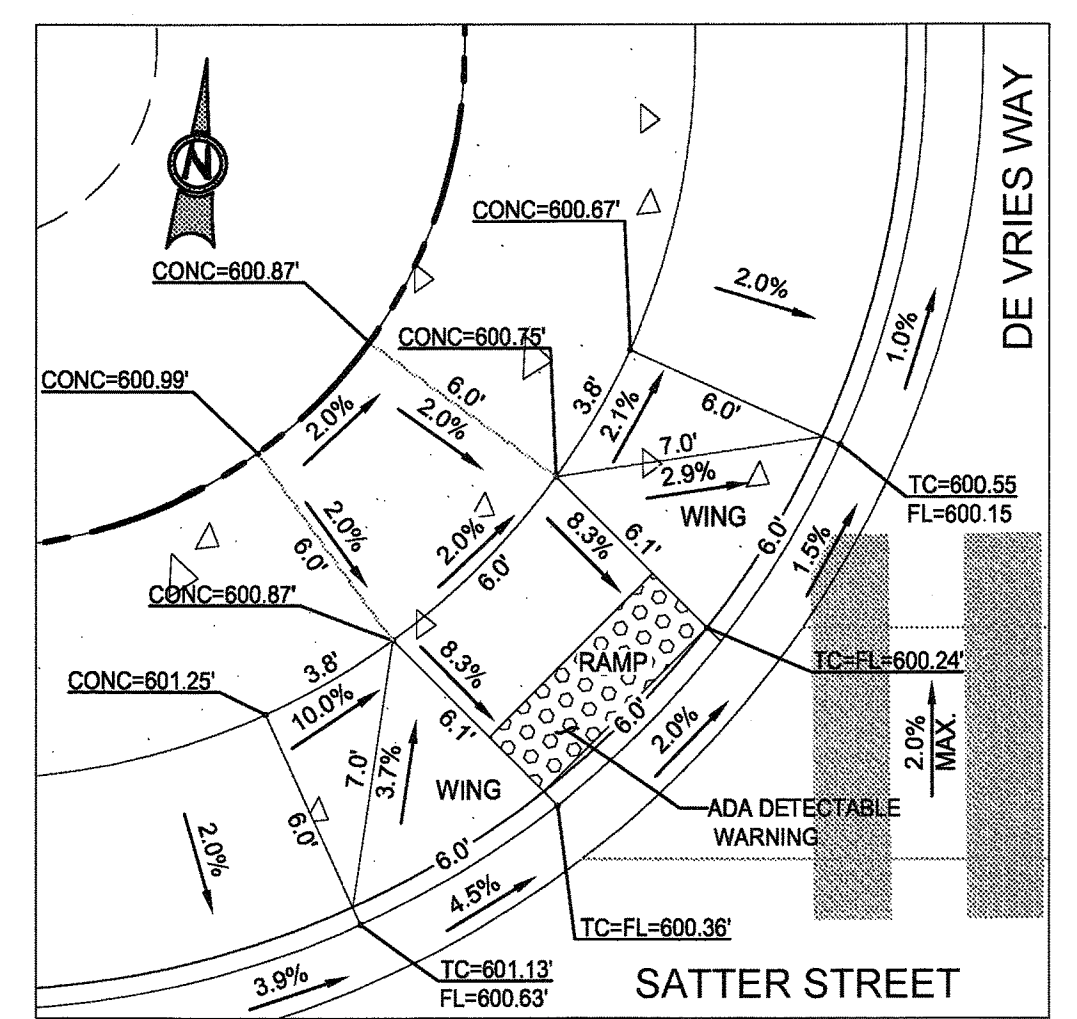 N
DE VRIES WAY
CONC=600.67'
CONC=600.87'
2.0%
1.0%
CONC=600.75'
CONC=600.99'
6.0'
3.8'
2.1%
6.0'
2.0%
2.0%
7.0'
2.9%
TC=600.55
FL=600.15
WING
2.0%
6.0'
8.3%
6.1'
6.0'
1.5%
2.0%
6.0'
CONC=600.87'
8.3%
RAMP
TC=FL=600.24'
CONC=601.25'
3.8'
10.0%
6.1'
6.0'
2.0%
2.0%
MAX.
7.0'
3.7%
WING
ADA DETECTABLE
WARNING
2.0%
6.0'
6.0'
4.5%
TC=FL=600.36'
3.9%
TC=601.13'
FL=600.63'
SATTER STREET